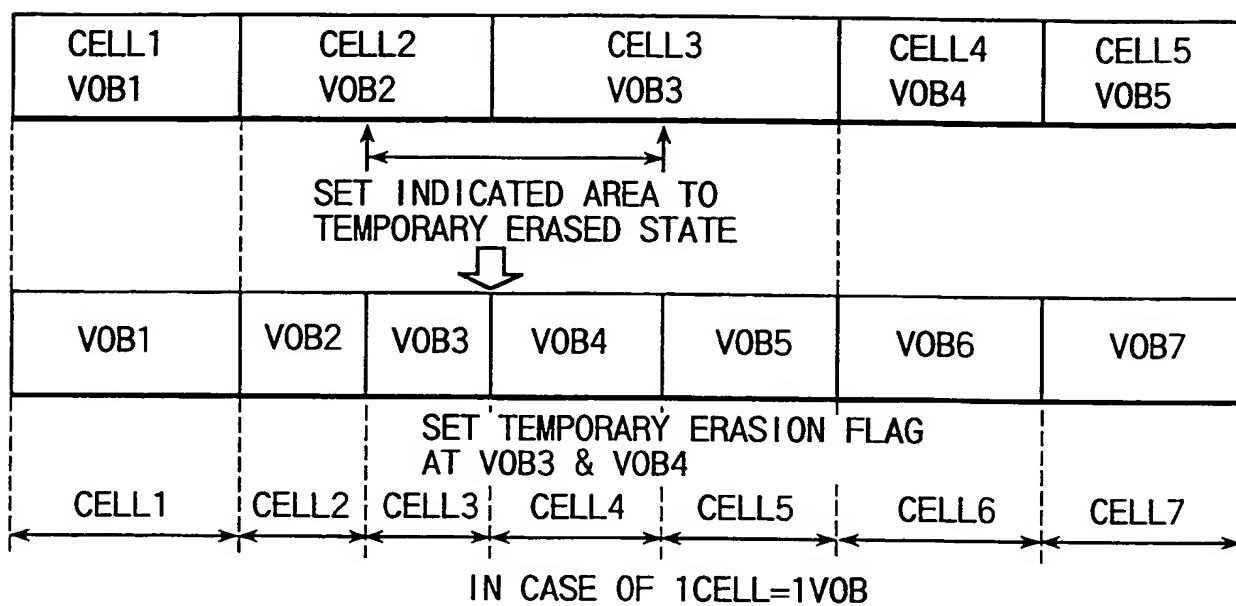 CELL1 CELL2 CELL3 CELL4 CELL5
VOB1 VOB2 VOB3 VOB4 VOB5
SET INDICATED AREA TO
TEMPORARY ERASED STATE
VOB1 VOB2 VOB3 VOB4 VOB5 VOB6 VOB7
SET TEMPORARY ERASION FLAG
AT VOB3 & VOB4
CELL1 CELL2 CELL3 CELL4 CELL5 CELL6 CELL7
IN CASE OF 1CELL=1VOB